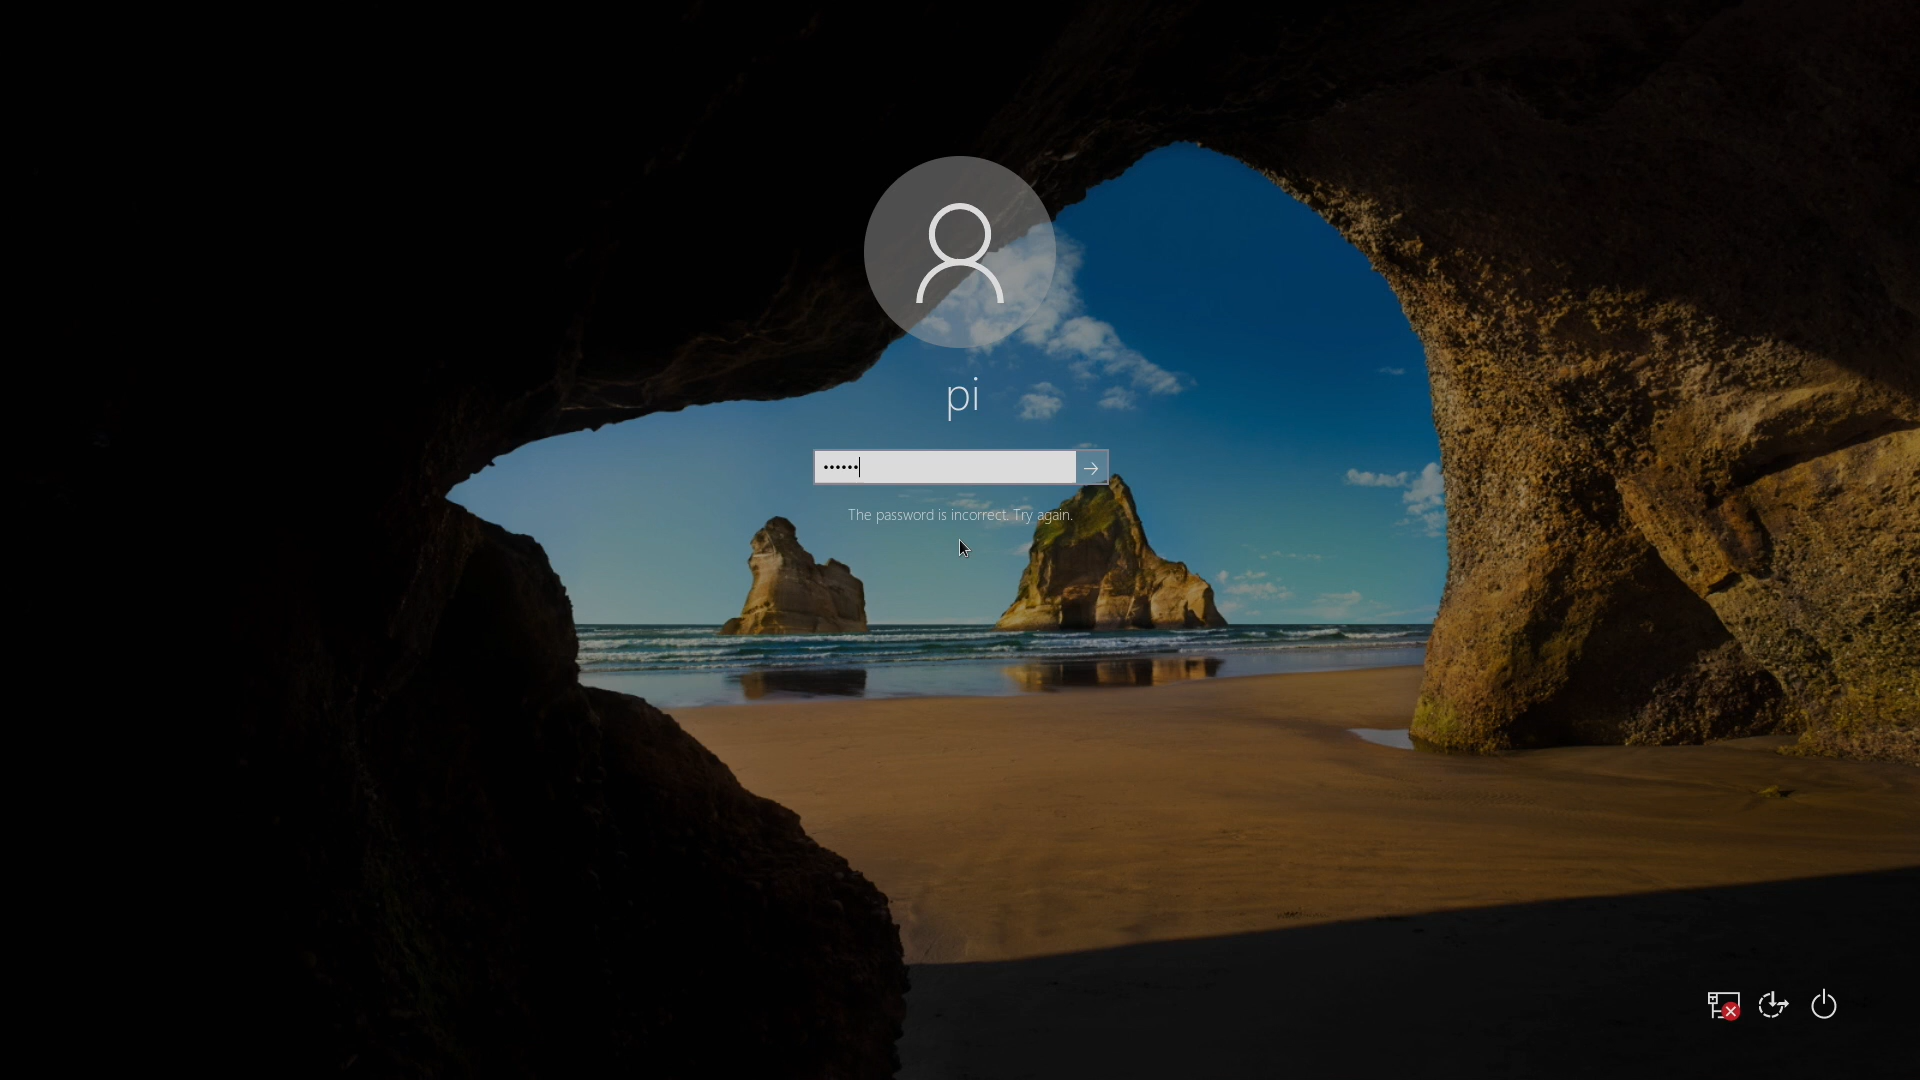 pi
••••••
The password is incorrect. Try again.